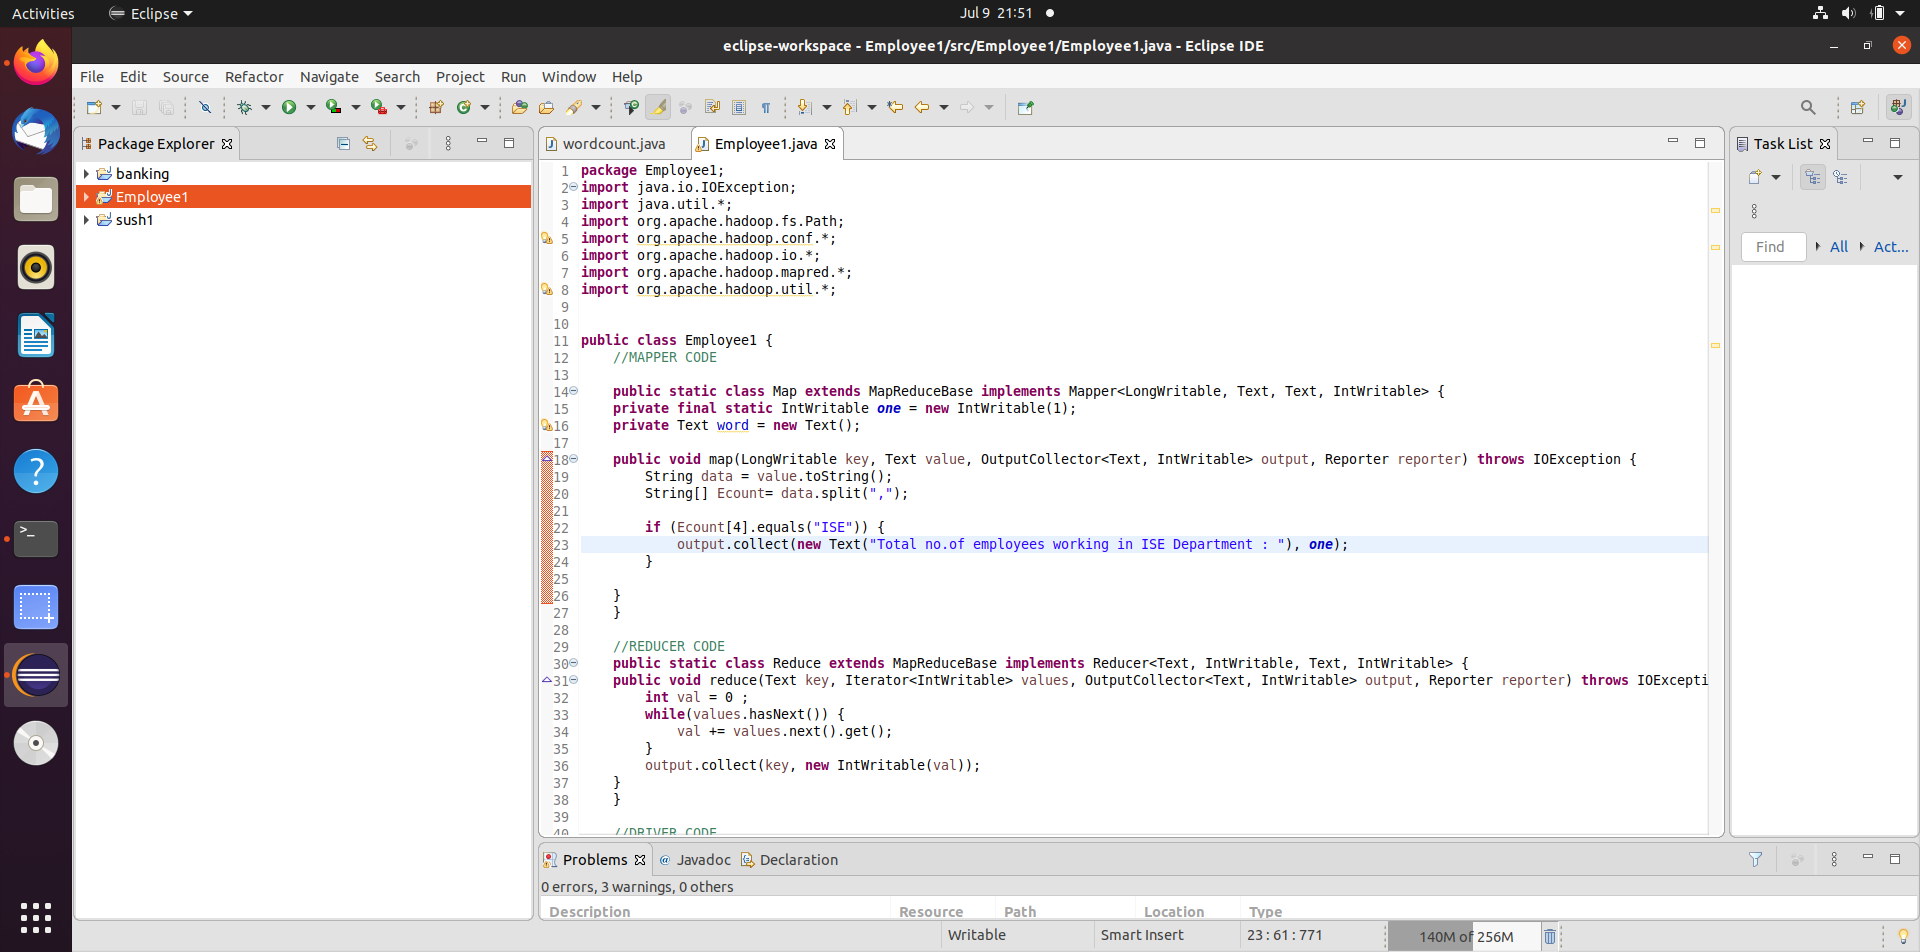 Activities Eclipse Jul 9 21:51
eclipse-workspace - Employee1/src/Employee1/Employee1.java - Eclipse IDE
File Edit Source Refactor Navigate Search Project Run Window Help
Package Explorer
banking
Employee1
sush1
wordcount.java Employee1.java
1 package Employee1;
2 import java.io.IOException;
3 import java.util.*;
4 import org.apache.hadoop.fs.Path;
5 import org.apache.hadoop.conf.*;
6 import org.apache.hadoop.io.*;
7 import org.apache.hadoop.mapred.*;
8 import org.apache.hadoop.util.*;
9
10
11 public class Employee1 {
12 //MAPPER CODE
13
14 public static class Map extends MapReduceBase implements Mapper<LongWritable, Text, Text, IntWritable> {
15 private final static IntWritable one = new IntWritable(1);
16 private Text word = new Text();
17
18 public void map(LongWritable key, Text value, OutputCollector<Text, IntWritable> output, Reporter reporter) throws IOException {
19 String data = value.toString();
20 String[] Ecount= data.split(",");
21
22 if (Ecount[4].equals("ISE")) {
23 output.collect(new Text("Total no.of employees working in ISE Department : "), one);
24 }
25
26 }
27 }
28
29 //REDUCER CODE
30 public static class Reduce extends MapReduceBase implements Reducer<Text, IntWritable, Text, IntWritable> {
31 public void reduce(Text key, Iterator<IntWritable> values, OutputCollector<Text, IntWritable> output, Reporter reporter) throws IOExcepti
32 int val = 0 ;
33 while(values.hasNext()) {
34 val += values.next().get();
35 }
36 output.collect(key, new IntWritable(val));
37 }
38 }
39
40 //DRIVER CODE
Task List
Find All Act...
Problems Javadoc Declaration
0 errors, 3 warnings, 0 others
Description Resource Path Location Type
Writable Smart Insert 23 : 61 : 771 140M of 256M